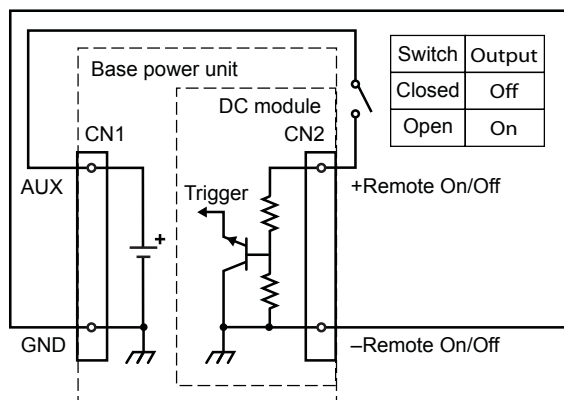 Base power unit
DC module
CN1
CN2
Switch Output
Closed Off
Open On
AUX
Trigger
+Remote On/Off
+
GND
–Remote On/Off